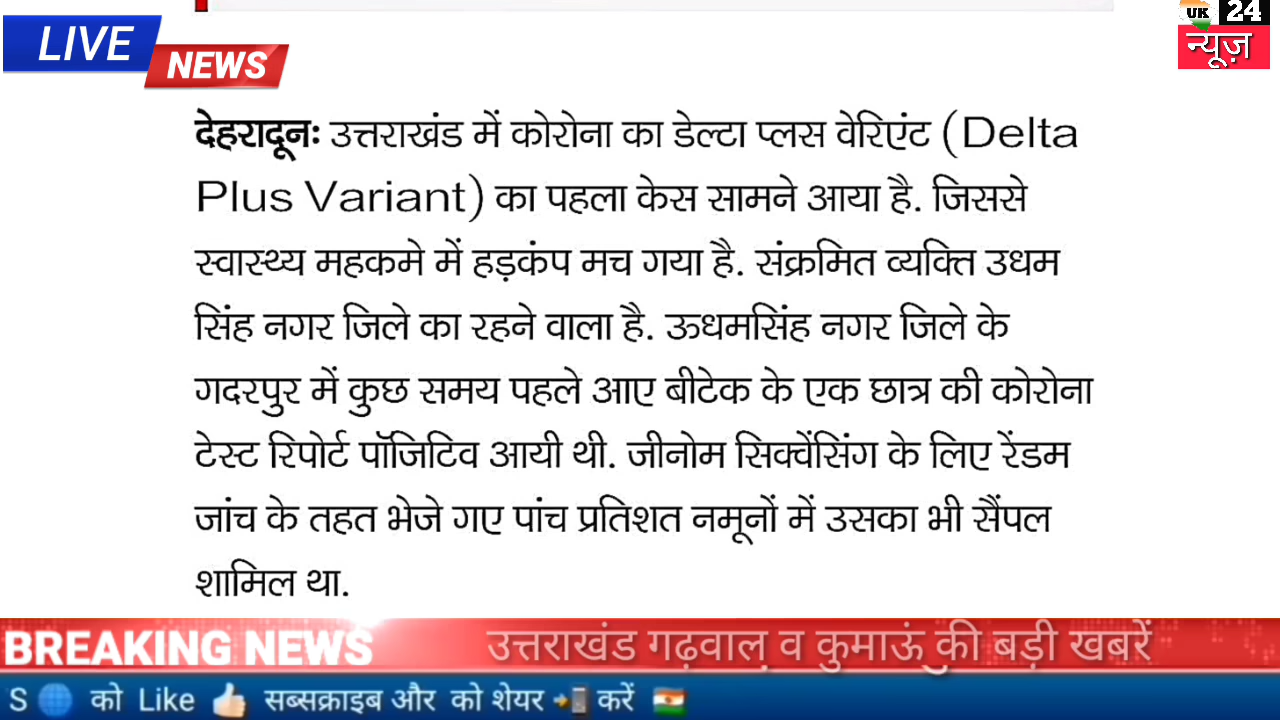 LIVE
NEWS
UK 24
न्यूज़
देहरादूनः उत्तराखंड में कोरोना का डेल्टा प्लस वेरिएंट (Delta
Plus Variant) का पहला केस सामने आया है. जिससे
स्वास्थ्य महकमे में हड़कंप मच गया है. संक्रमित व्यक्ति उधम
सिंह नगर जिले का रहने वाला है. ऊधमसिंह नगर जिले के
गदरपुर में कुछ समय पहले आए बीटेक के एक छात्र की कोरोना
टेस्ट रिपोर्ट पॉजिटिव आयी थी. जीनोम सिक्वेंसिंग के लिए रेंडम
जांच के तहत भेजे गए पांच प्रतिशत नमूनों में उसका भी सैंपल
शामिल था.
BREAKING NEWS उत्तराखंड गढ़वाल व कुमाऊं की बड़ी खबरें
S 🌐 को Like 👍 सब्सक्राइब और को शेयर 📲 करें 🇮🇳